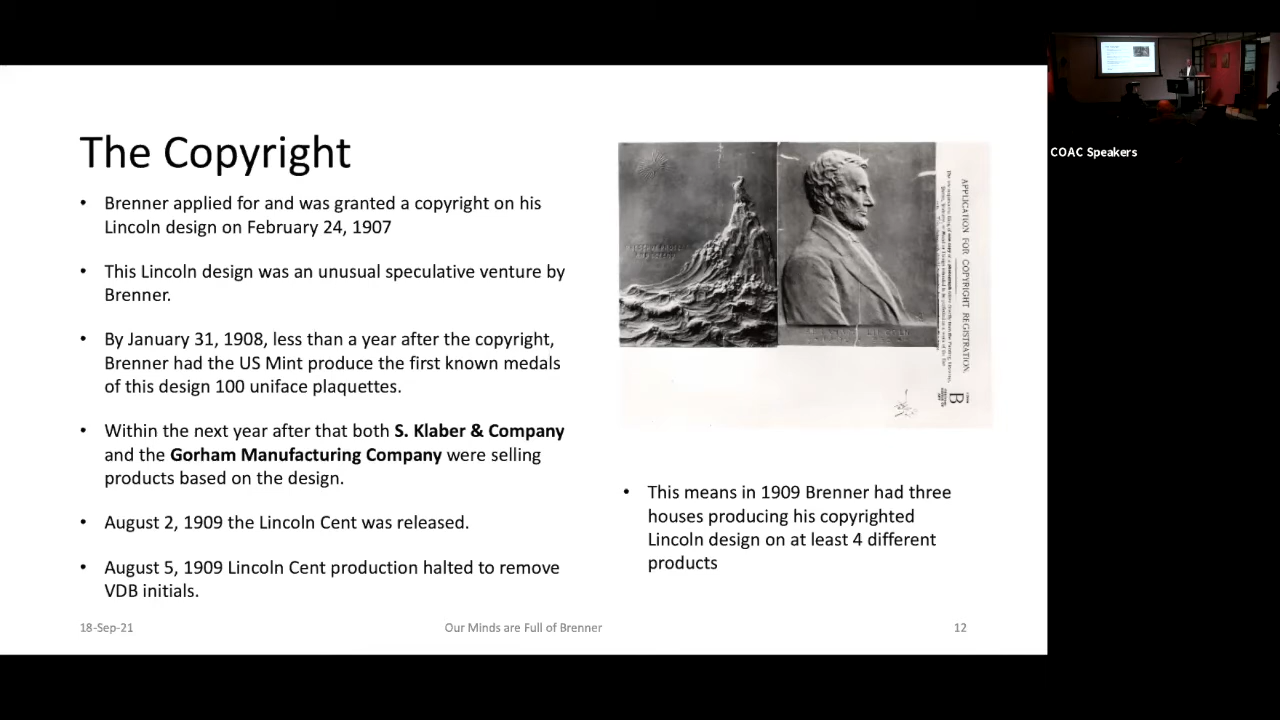 The Copyright
• Brenner applied for and was granted a copyright on his
Lincoln design on February 24, 1907
• This Lincoln design was an unusual speculative venture by
Brenner.
• By January 31, 1908, less than a year after the copyright,
Brenner had the US Mint produce the first known medals
of this design 100 uniface plaquettes.
• Within the next year after that both S. Klaber & Company
and the Gorham Manufacturing Company were selling
products based on the design.
• August 2, 1909 the Lincoln Cent was released.
• August 5, 1909 Lincoln Cent production halted to remove
VDB initials.
APPLICATION FOR COPYRIGHT REGISTRATION.
B
• This means in 1909 Brenner had three
houses producing his copyrighted
Lincoln design on at least 4 different
products
18-Sep-21
Our Minds are Full of Brenner
12
COAC Speakers